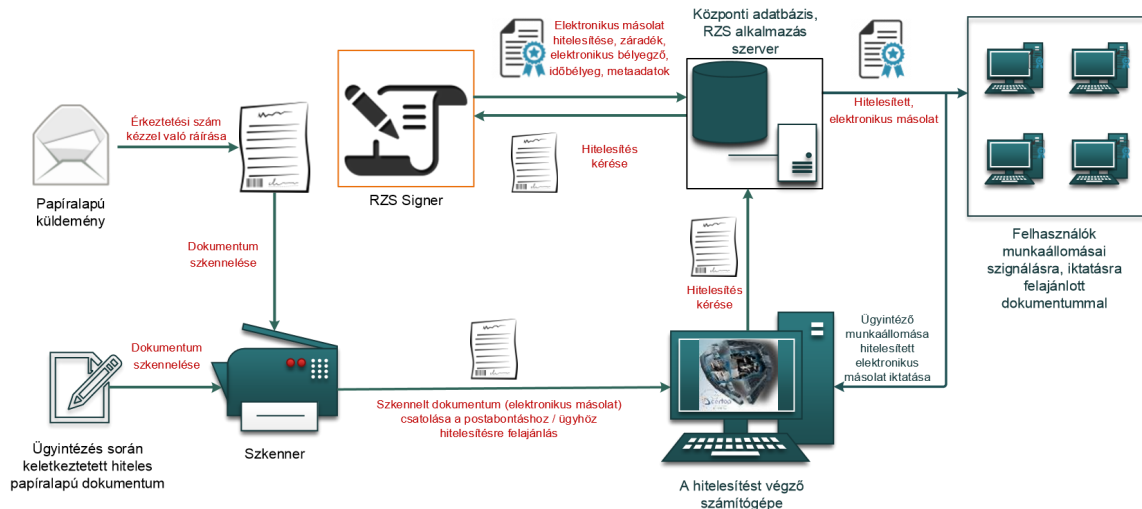 Érkeztetési szám
kézzel való ráírása
Papíralapú
küldemény
Elektronikus másolat
hitelesítése, záradék,
elektronikus bélyegző,
időbélyeg, metaadatok
Hitelesítés
kérése
RZS Signer
Központi adatbázis,
RZS alkalmazás
szerver
Hitelesített,
elektronikus másolat
Felhasználók
munkaállomásai
szignálásra, iktatásra
felajánlott
dokumentummal
Dokumentum
szkennelése
Hitelesítés
kérése
Ügyintéző
munkaállomása
hitelesített
elektronikus
másolat iktatása
Dokumentum
szkennelése
Szkennelt dokumentum (elektronikus másolat)
csatolása a postabontáshoz / ügyhöz
hitelesítésre felajánlás
Ügyintézés során
keletkeztetett hiteles
papíralapú dokumentum
Szkenner
A hitelesítést végző
számítógépe